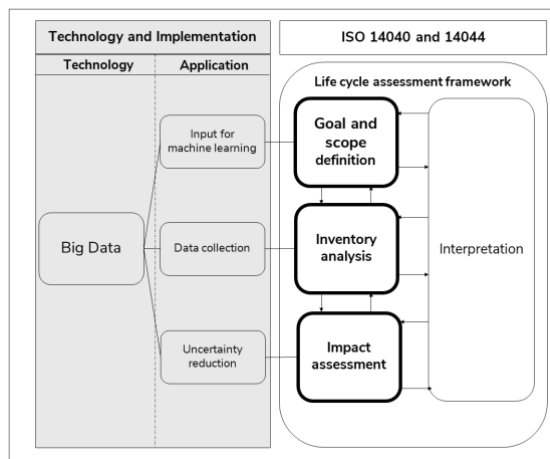 Technology and Implementation
ISO 14040 and 14044
Technology
Application
Life cycle assessment framework
Input for
machine learning
Goal and
scope
definition
Big Data
Data collection
Inventory
analysis
Interpretation
Uncertainty
reduction
Impact
assessment